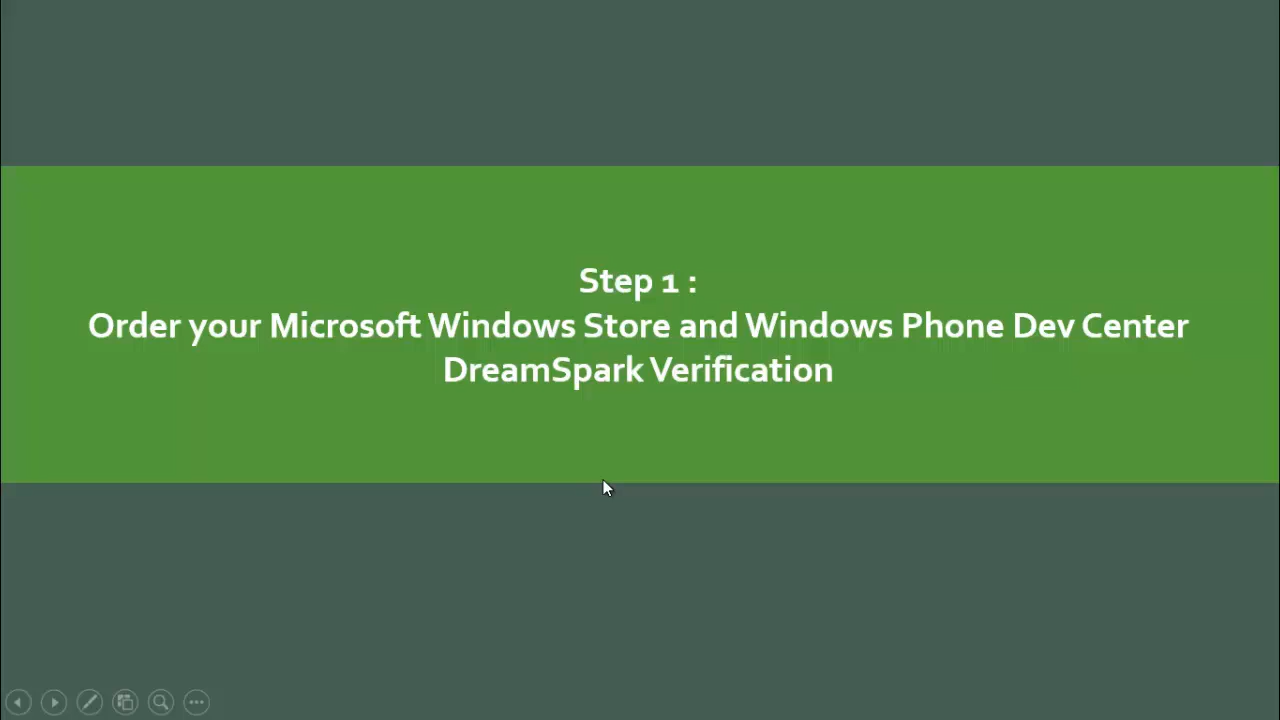 Step 1 :
Order your Microsoft Windows Store and Windows Phone Dev Center
DreamSpark Verification